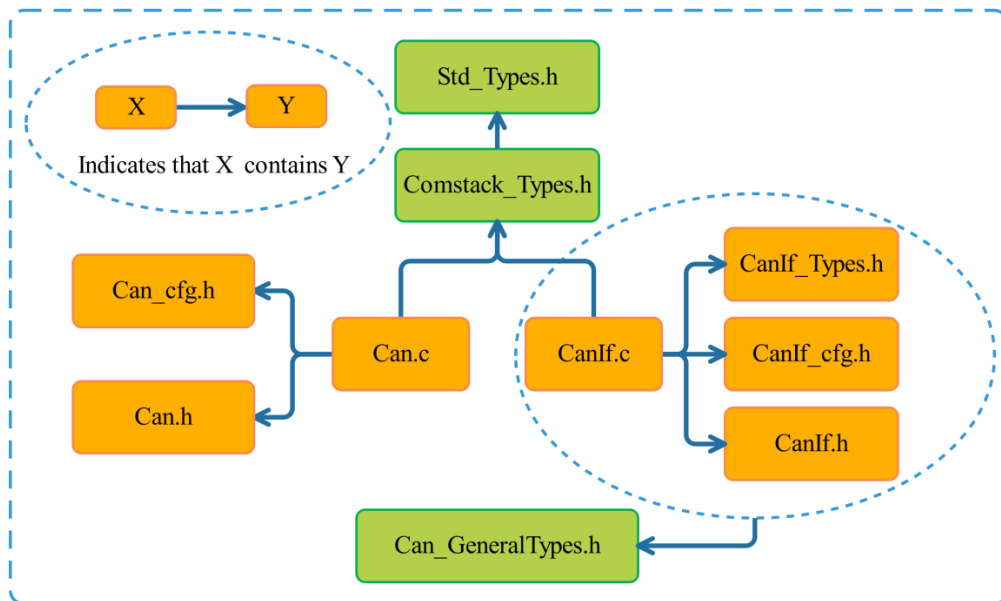 Std_Types.h
X
Y
Indicates that X contains Y
Comstack_Types.h
CanIf_Types.h
Can_cfg.h
Can.c
CanIf.c
CanIf_cfg.h
Can.h
CanIf.h
Can_GeneralTypes.h